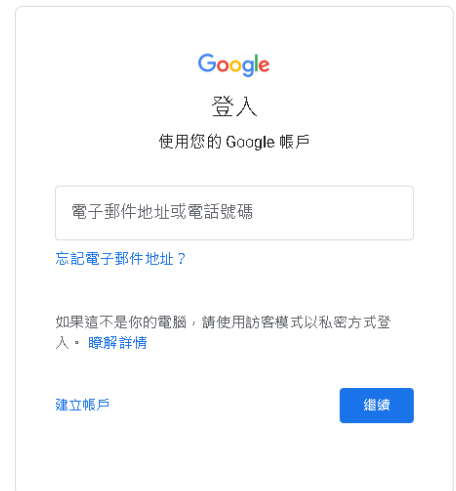 Google
登入
使用您的 Google 帳戶
電子郵件地址或電話號碼
忘記電子郵件地址？
如果這不是你的電腦，請使用訪客模式以私密方式登
入。瞭解詳情
建立帳戶
繼續